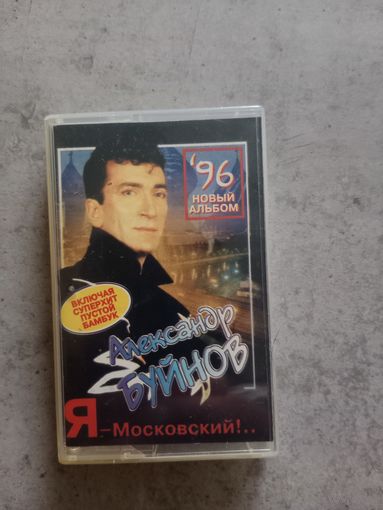 '96
НОВЫЙ
АЛЬБОМ
ВКЛЮЧАЯ
СУПЕРХИТ
ПУСТОЙ
БАМБУК
Александр
БУЙНОВ
Я-Московский!..